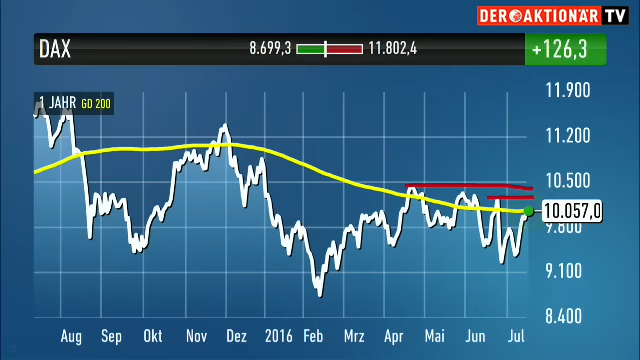 DER AKTIONÄR TV
DAX 8.699,3 11.802,4 +126,3
1 JAHR GD 200
11.900
11.200
10.500
10.057,0
9.800
9.100
8.400
Aug Sep Okt Nov Dez 2016 Feb Mrz Apr Mai Jun Jul